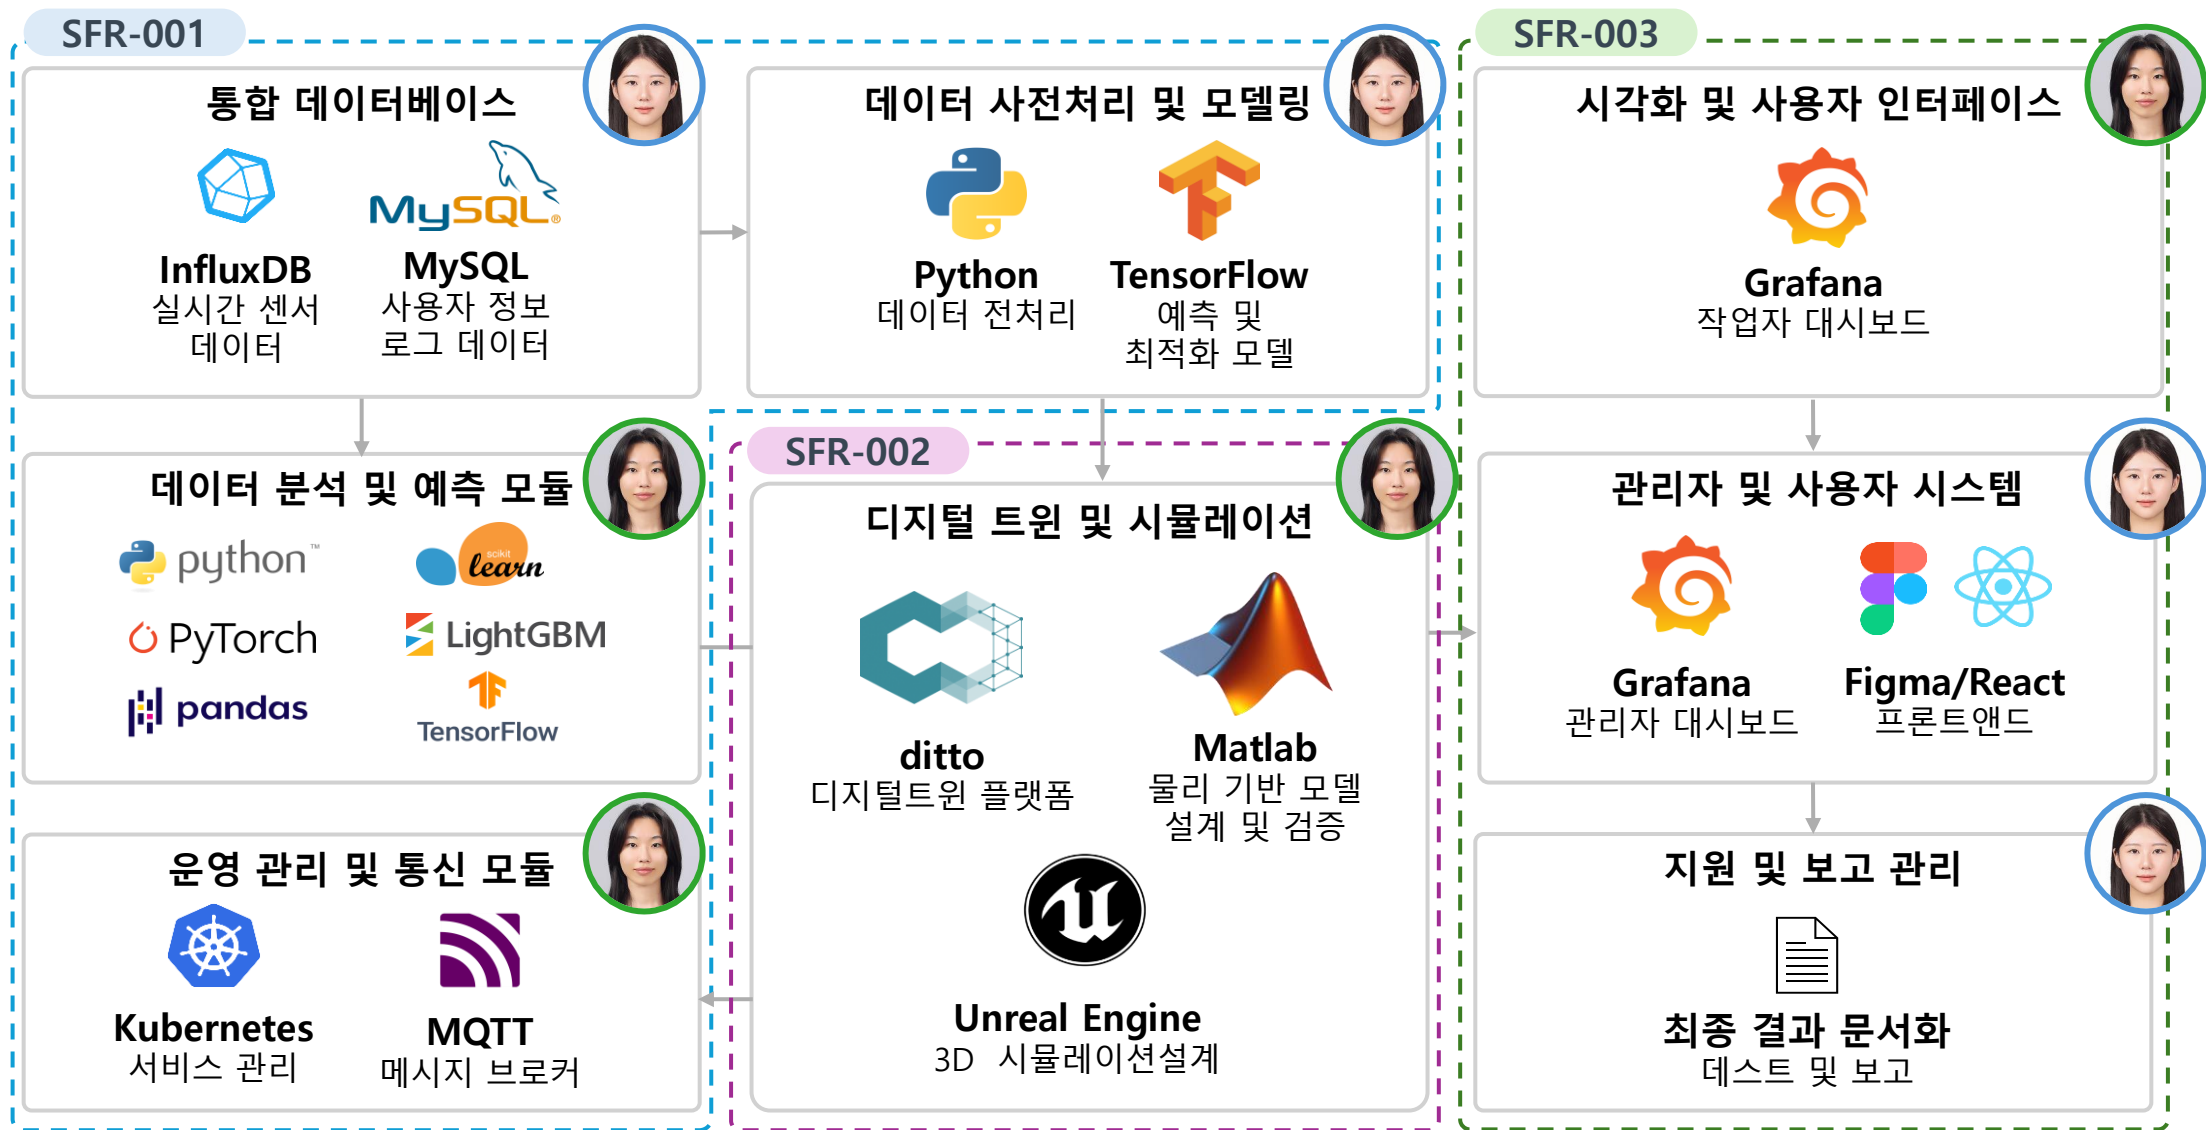 SFR-001
통합 데이터베이스
MySQL®
InfluxDB
실시간 센서
데이터
MySQL
사용자 정보
로그 데이터
데이터 사전처리 및 모델링
Python
데이터 전처리
TensorFlow
예측 및
최적화 모델
데이터 분석 및 예측 모듈
python™
scikit
learn
PyTorch
LightGBM
pandas
TensorFlow
운영 관리 및 통신 모듈
Kubernetes
서비스 관리
MQTT
메시지 브로커
SFR-002
디지털 트윈 및 시뮬레이션
ditto
디지털트윈 플랫폼
Matlab
물리 기반 모델
설계 및 검증
Unreal Engine
3D 시뮬레이션설계
SFR-003
시각화 및 사용자 인터페이스
Grafana
작업자 대시보드
관리자 및 사용자 시스템
Grafana
관리자 대시보드
Figma/React
프론트앤드
지원 및 보고 관리
최종 결과 문서화
데스트 및 보고